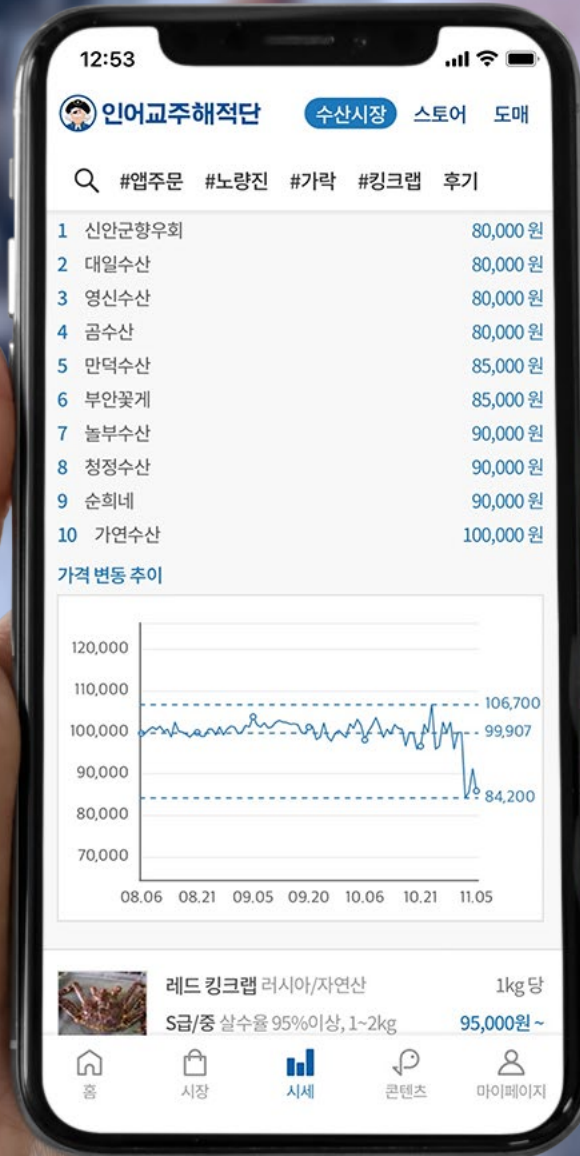 12:53
인어교주해적단 수산시장 스토어 도매
#앱주문 #노량진 #가락 #킹크랩 후기
1 신안군향우회 80,000 원
2 대일수산 80,000 원
3 영신수산 80,000 원
4 곰수산 80,000 원
5 만덕수산 85,000 원
6 부안꽃게 85,000 원
7 놀부수산 90,000 원
8 청정수산 90,000 원
9 순희네 90,000 원
10 가연수산 100,000 원
가격 변동 추이
120,000
110,000
106,700
100,000 99,907
90,000
84,200
80,000
70,000
08.06 08.21 09.05 09.20 10.06 10.21 11.05
레드 킹크랩 러시아/자연산 1kg 당
S급/중 살수율 95%이상, 1~2kg 95,000원 ~
홈 시장 시세 콘텐츠 마이페이지